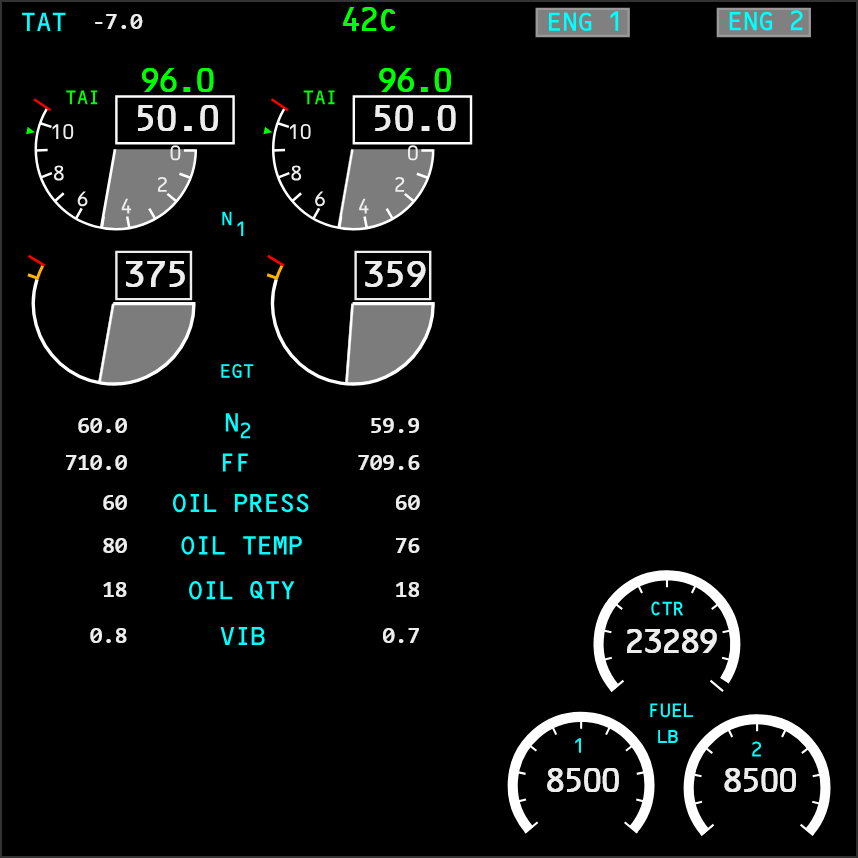 TAT -7.0 42C ENG 1 ENG 2
96.0 96.0
TAI TAI
50.0 50.0
10 10
0 0
8 8
2 2
6 6
4 4
N1
375 359
EGT
60.0 N2 59.9
710.0 FF 709.6
60 OIL PRESS 60
80 OIL TEMP 76
18 OIL QTY 18
0.8 VIB 0.7
CTR
23289
FUEL
LB
1 2
8500 8500